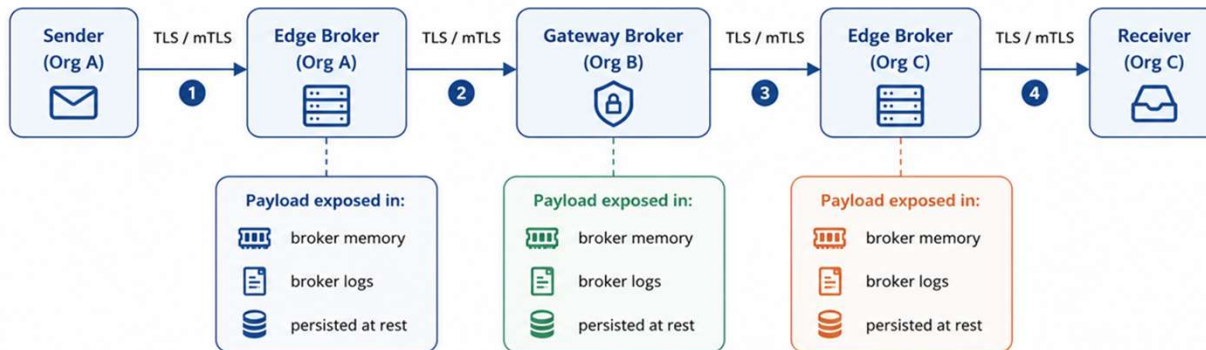 Sender
(Org A)
TLS / mTLS
1
Edge Broker
(Org A)
TLS / mTLS
2
Gateway Broker
(Org B)
TLS / mTLS
3
Edge Broker
(Org C)
TLS / mTLS
4
Receiver
(Org C)
Payload exposed in:
broker memory
broker logs
persisted at rest
Payload exposed in:
broker memory
broker logs
persisted at rest
Payload exposed in:
broker memory
broker logs
persisted at rest